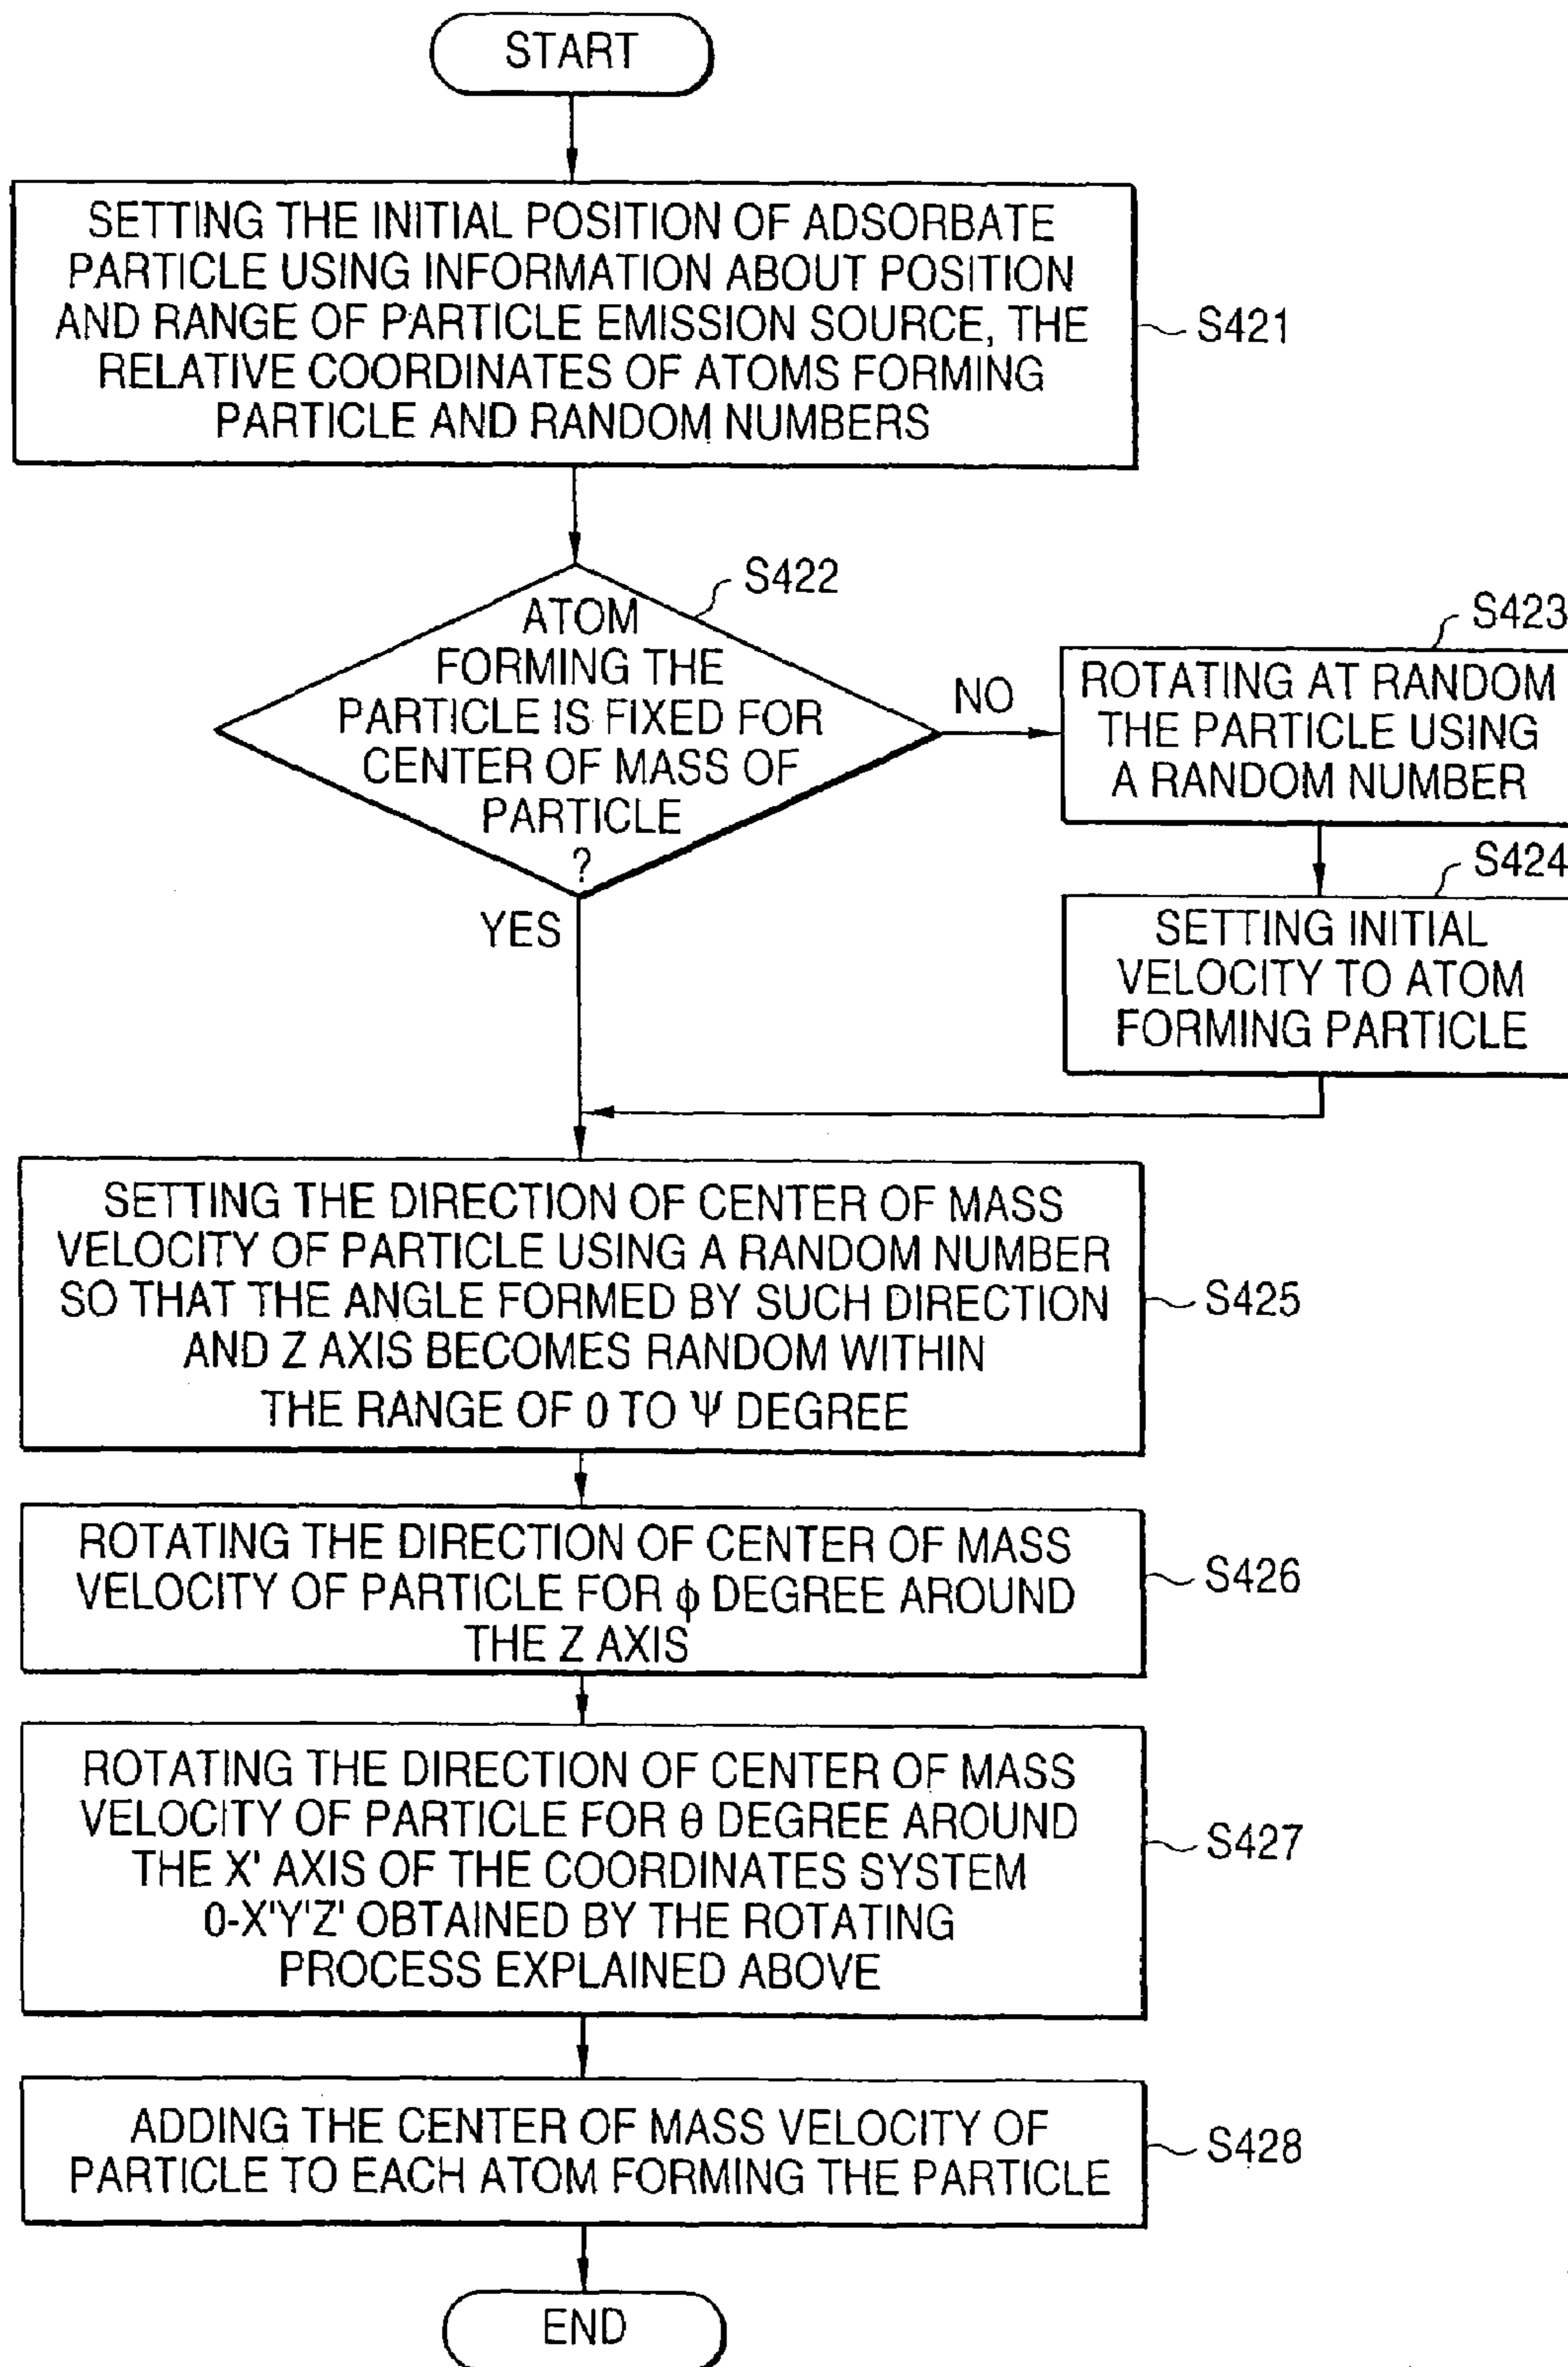 START
SETTING THE INITIAL POSITION OF ADSORBATE
PARTICLE USING INFORMATION ABOUT POSITION
AND RANGE OF PARTICLE EMISSION SOURCE, THE
RELATIVE COORDINATES OF ATOMS FORMING
PARTICLE AND RANDOM NUMBERS
S421
S422
ATOM
FORMING THE
PARTICLE IS FIXED FOR
CENTER OF MASS OF
PARTICLE
?
NO
YES
S423
ROTATING AT RANDOM
THE PARTICLE USING
A RANDOM NUMBER
S424
SETTING INITIAL
VELOCITY TO ATOM
FORMING PARTICLE
SETTING THE DIRECTION OF CENTER OF MASS
VELOCITY OF PARTICLE USING A RANDOM NUMBER
SO THAT THE ANGLE FORMED BY SUCH DIRECTION
AND Z AXIS BECOMES RANDOM WITHIN
THE RANGE OF 0 TO Ψ DEGREE
S425
ROTATING THE DIRECTION OF CENTER OF MASS
VELOCITY OF PARTICLE FOR ϕ DEGREE AROUND
THE Z AXIS
S426
ROTATING THE DIRECTION OF CENTER OF MASS
VELOCITY OF PARTICLE FOR θ DEGREE AROUND
THE X' AXIS OF THE COORDINATES SYSTEM
0-X'Y'Z' OBTAINED BY THE ROTATING
PROCESS EXPLAINED ABOVE
S427
ADDING THE CENTER OF MASS VELOCITY OF
PARTICLE TO EACH ATOM FORMING THE PARTICLE
S428
END